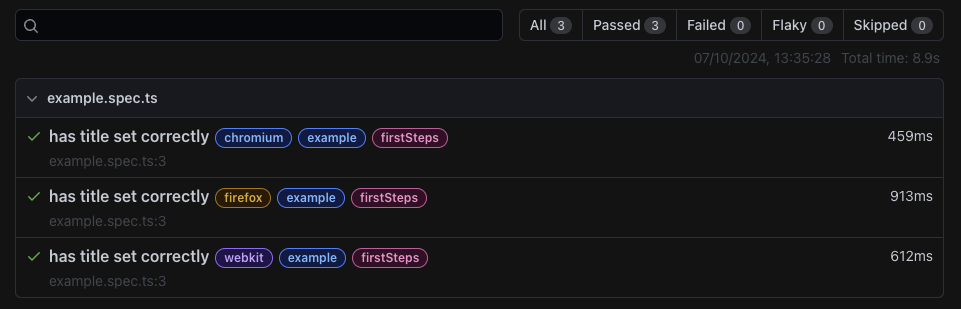 All 3 Passed 3 Failed 0 Flaky 0 Skipped 0
07/10/2024, 13:35:28 Total time: 8.9s
example.spec.ts
has title set correctly chromium example firstSteps 459ms
example.spec.ts:3
has title set correctly firefox example firstSteps 913ms
example.spec.ts:3
has title set correctly webkit example firstSteps 612ms
example.spec.ts:3